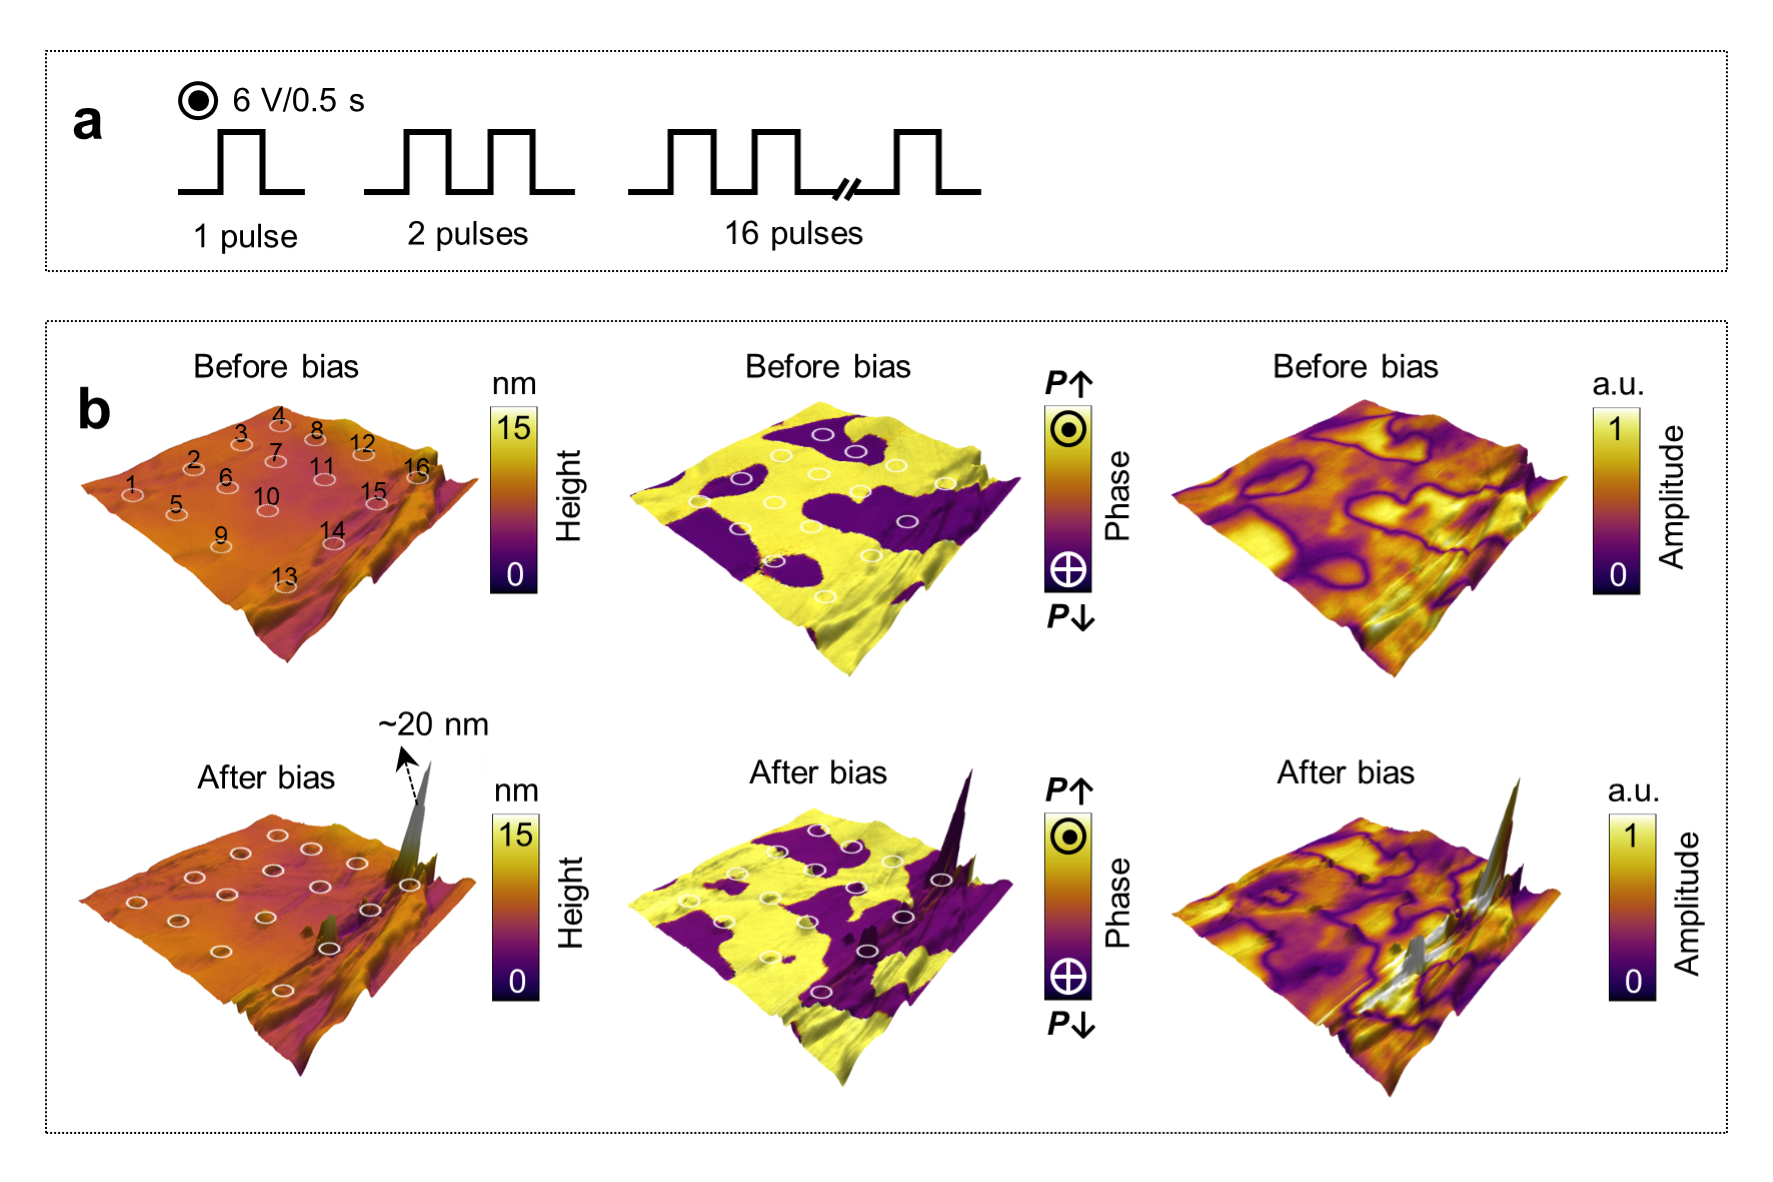 a
6 V/0.5 s
1 pulse
2 pulses
16 pulses
b
Before bias
nm
15
0
Height
1
2
3
4
5
6
7
8
9
10
11
12
13
14
15
16
Before bias
P↑
P↓
Phase
Before bias
a.u.
1
0
Amplitude
~20 nm
After bias
nm
15
0
Height
After bias
P↑
P↓
Phase
After bias
a.u.
1
0
Amplitude